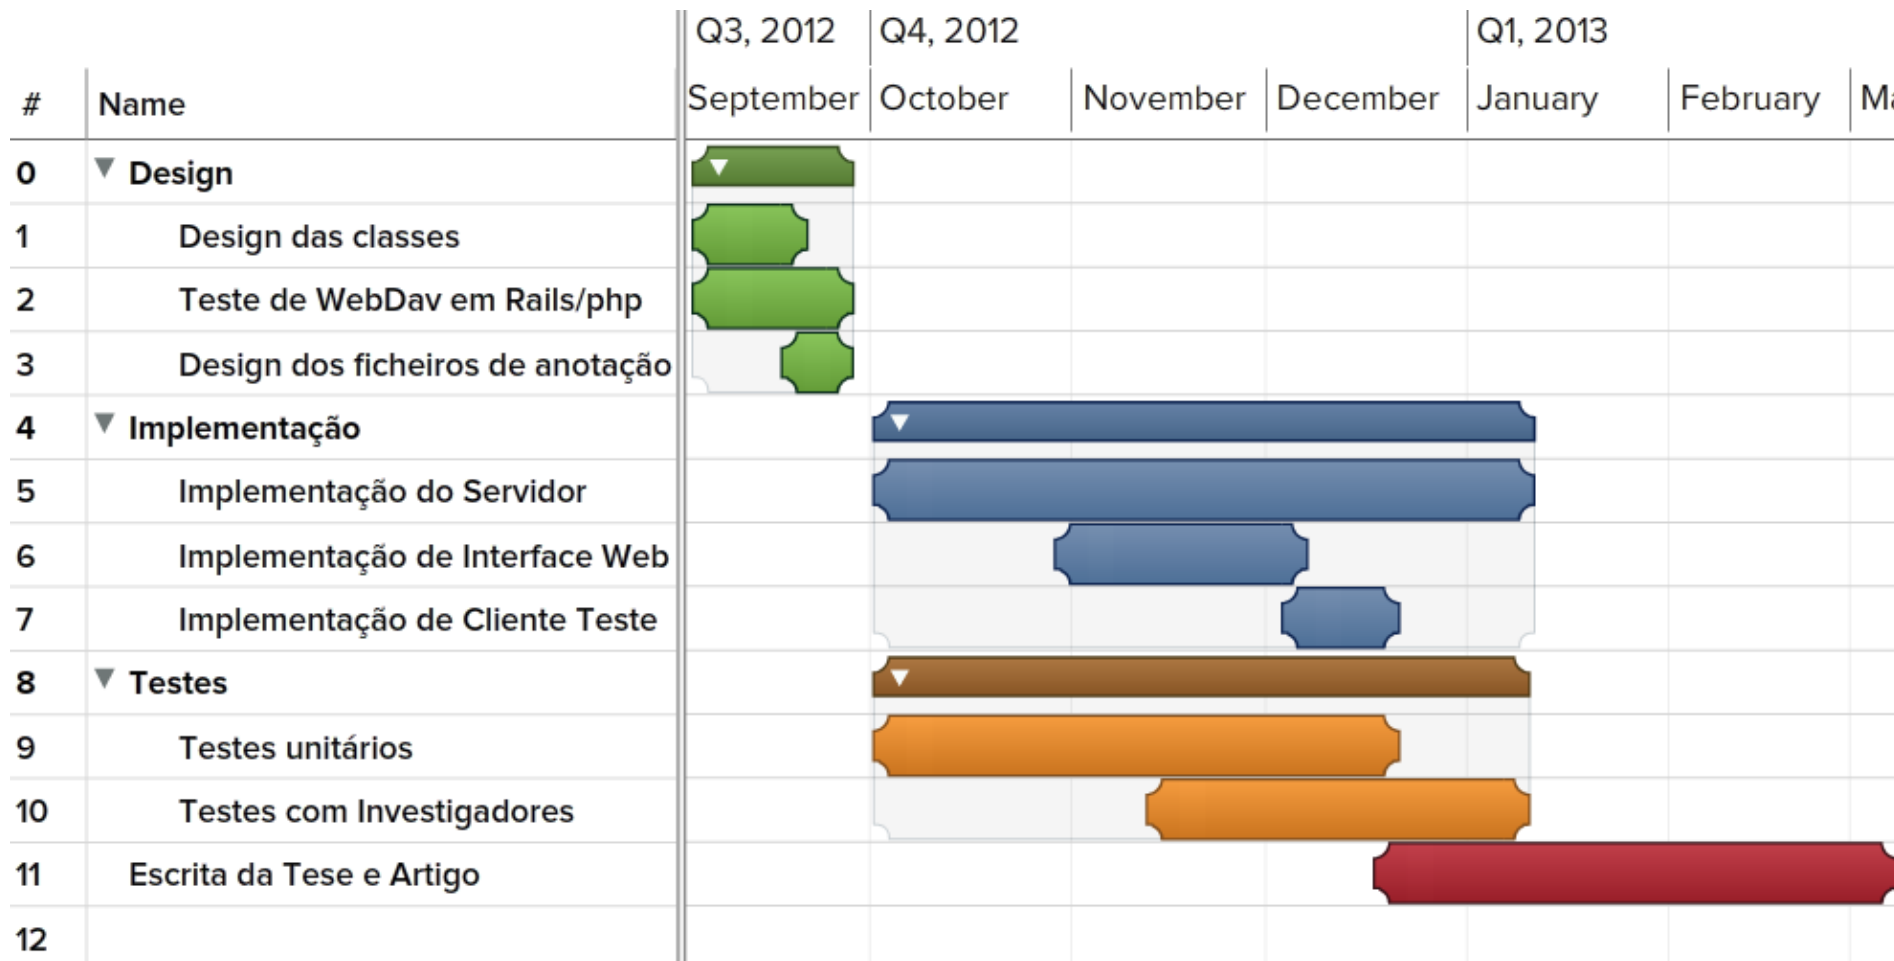 Q3, 2012 Q4, 2012 Q1, 2013
# Name September October November December January February Ma
0 Design
1 Design das classes
2 Teste de WebDav em Rails/php
3 Design dos ficheiros de anotação
4 Implementação
5 Implementação do Servidor
6 Implementação de Interface Web
7 Implementação de Cliente Teste
8 Testes
9 Testes unitários
10 Testes com Investigadores
11 Escrita da Tese e Artigo
12